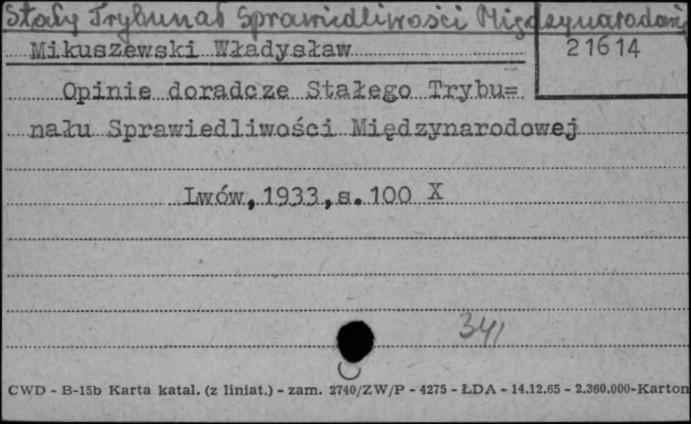 Stały Trybunał Sprawiedliwości Międzynarodowej
Mikuszewski Władysław
21614
Opinie doradcze Stałego Trybu=
nału Sprawiedliwości Międzynarodowej
Lwów,1933,s.100 X
341
CWD - B-15b Karta katal. (z liniat.) - zam. 2740/ZW/P - 4275 - ŁDA - 14.12.65 - 2.360.000-Karton